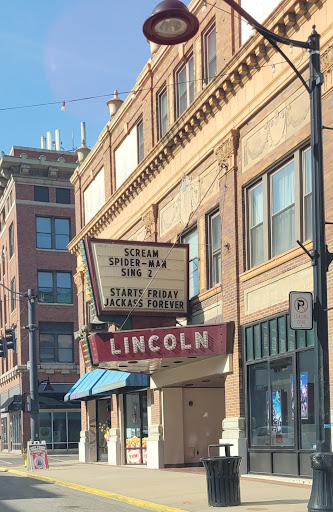 SCREAM
SPIDER-MAN
SING 2
STARTS FRIDAY
JACKASS FOREVER
LINCOLN